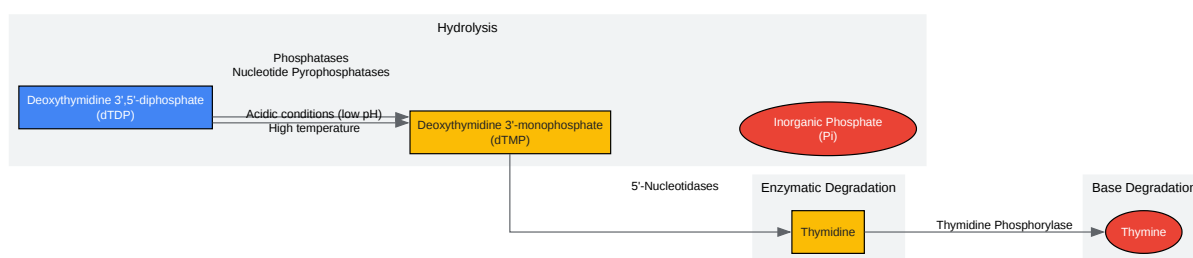 Hydrolysis
Phosphatases
Nucleotide Pyrophosphatases
Deoxythymidine 3',5'-diphosphate
(dTDP)
Acidic conditions (low pH)
High temperature
Deoxythymidine 3'-monophosphate
(dTMP)
Inorganic Phosphate
(Pi)
5'-Nucleotidases
Enzymatic Degradation
Base Degradation
Thymidine
Thymidine Phosphorylase
Thymine